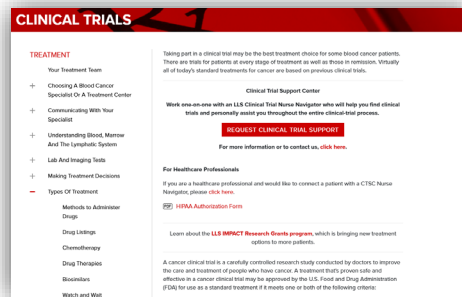 CLINICAL TRIALS
TREATMENT
Your Treatment Team
Choosing A Blood Cancer
Specialist Or A Treatment Center
Communicating With Your
Specialist
Understanding Blood, Marrow
And The Lymphatic System
Lab And Imaging Tests
Making Treatment Decisions
Types Of Treatment
Methods to Administer
Drugs
Drug Listings
Chemotherapy
Drug Therapies
Biosimilars
Watch and Wait
Taking part in a clinical trial may be the best treatment choice for some blood cancer patients.
There are trials for patients at every stage of treatment as well as those in remission. Virtually
all of today's standard treatments for cancer are based on previous clinical trials.
Clinical Trial Support Center
Work one-on-one with an LLS Clinical Trial Nurse Navigator who will help you find clinical
trials and personally assist you throughout the entire clinical-trial process.
REQUEST CLINICAL TRIAL SUPPORT
For more information or to contact us, click here.
For Healthcare Professionals
If you are a healthcare professional and would like to connect a patient with a CTSC Nurse
Navigator, please click here.
PDF HIPAA Authorization Form
Learn about the LLS IMPACT Research Grants program, which is bringing new treatment
options to more patients.
A cancer clinical trial is a carefully controlled research study conducted by doctors to improve
the care and treatment of people who have cancer. A treatment that's proven safe and
effective in a cancer clinical trial may be approved by the U.S. Food and Drug Administration
(FDA) for use as a standard treatment if it meets one or both of the following criteria: